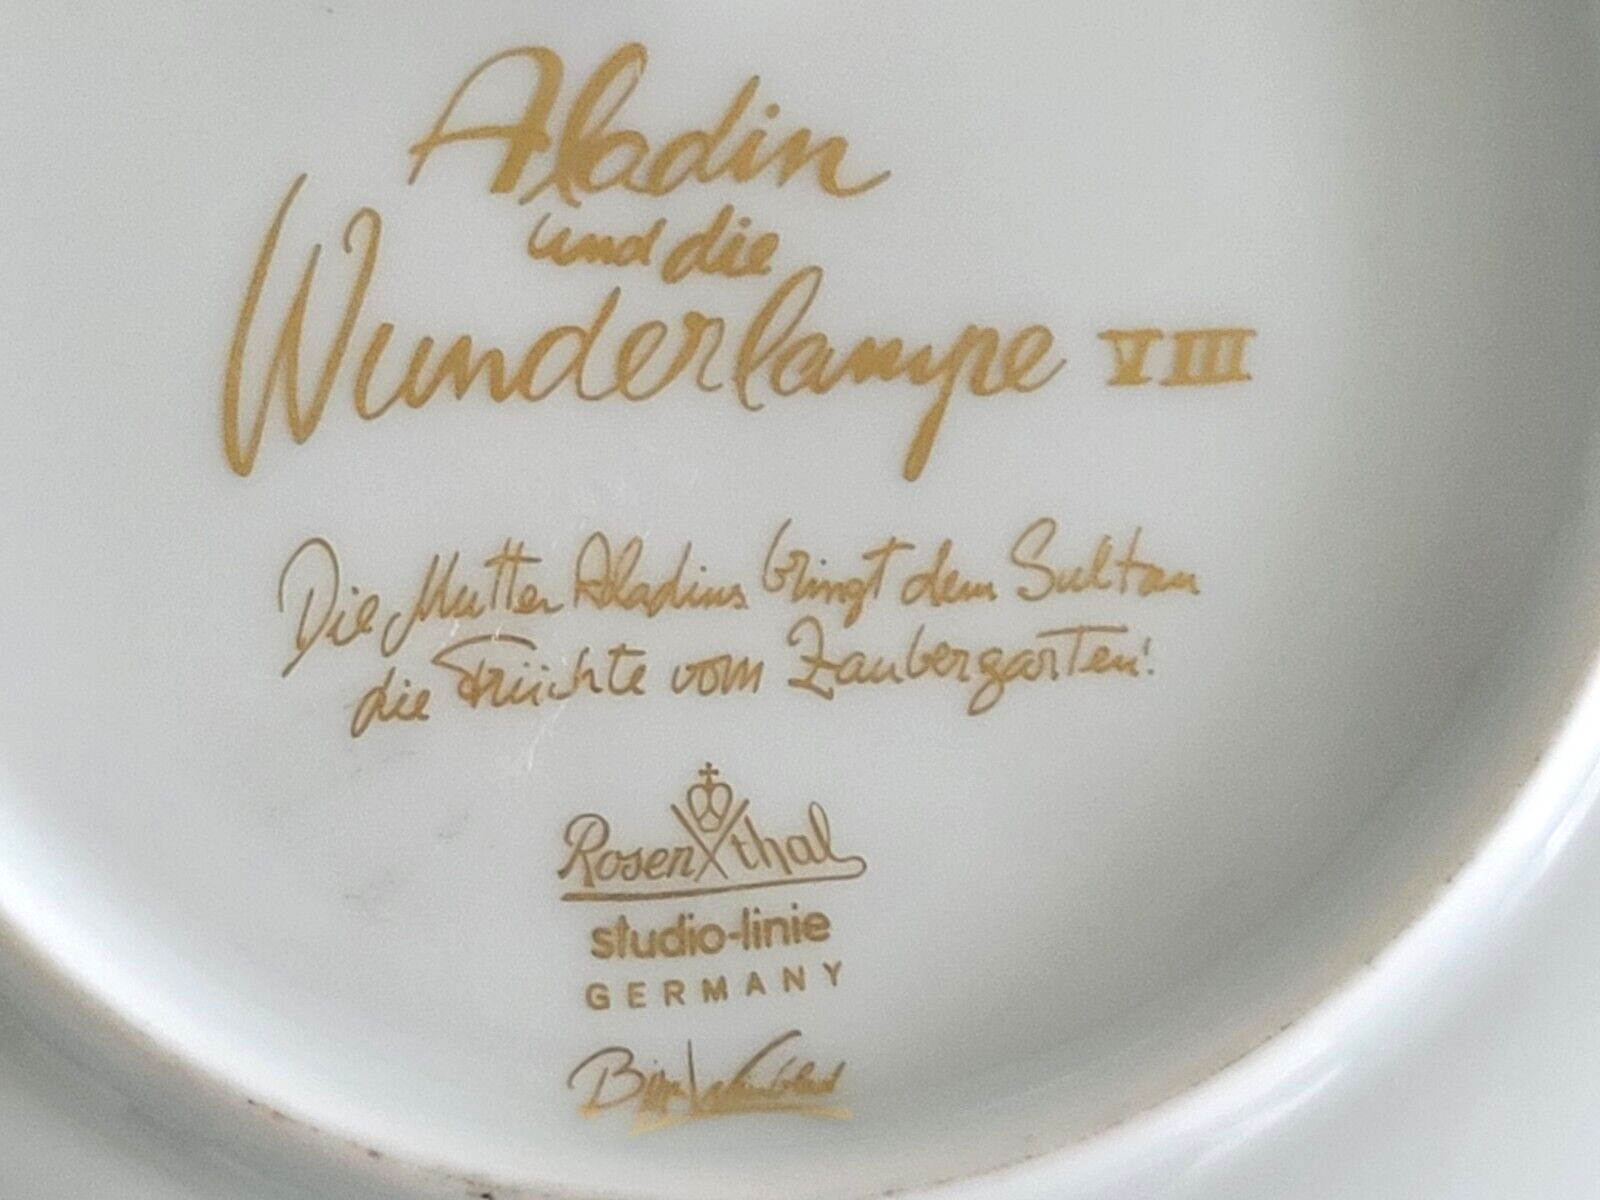 Aladin
und die
Wunderlampe VIII
Die Mutter Aladins bringt dem Sultan
die Früchte vom Zaubergarten!
Rosenthal
studio-linie
GERMANY